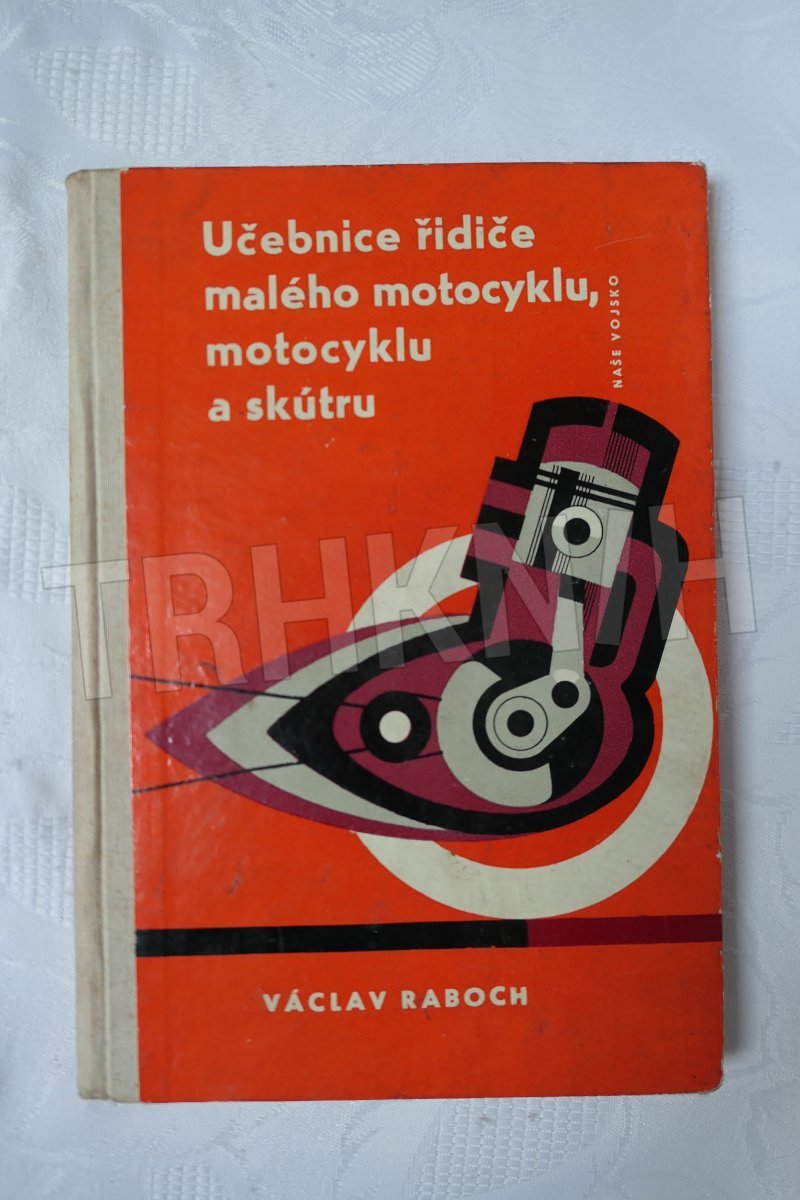 Učebnice řidiče
malého motocyklu,
motocyklu
a skútru
NAŠE VOJSKO
TRHKNIH
VÁCLAV RABOCH